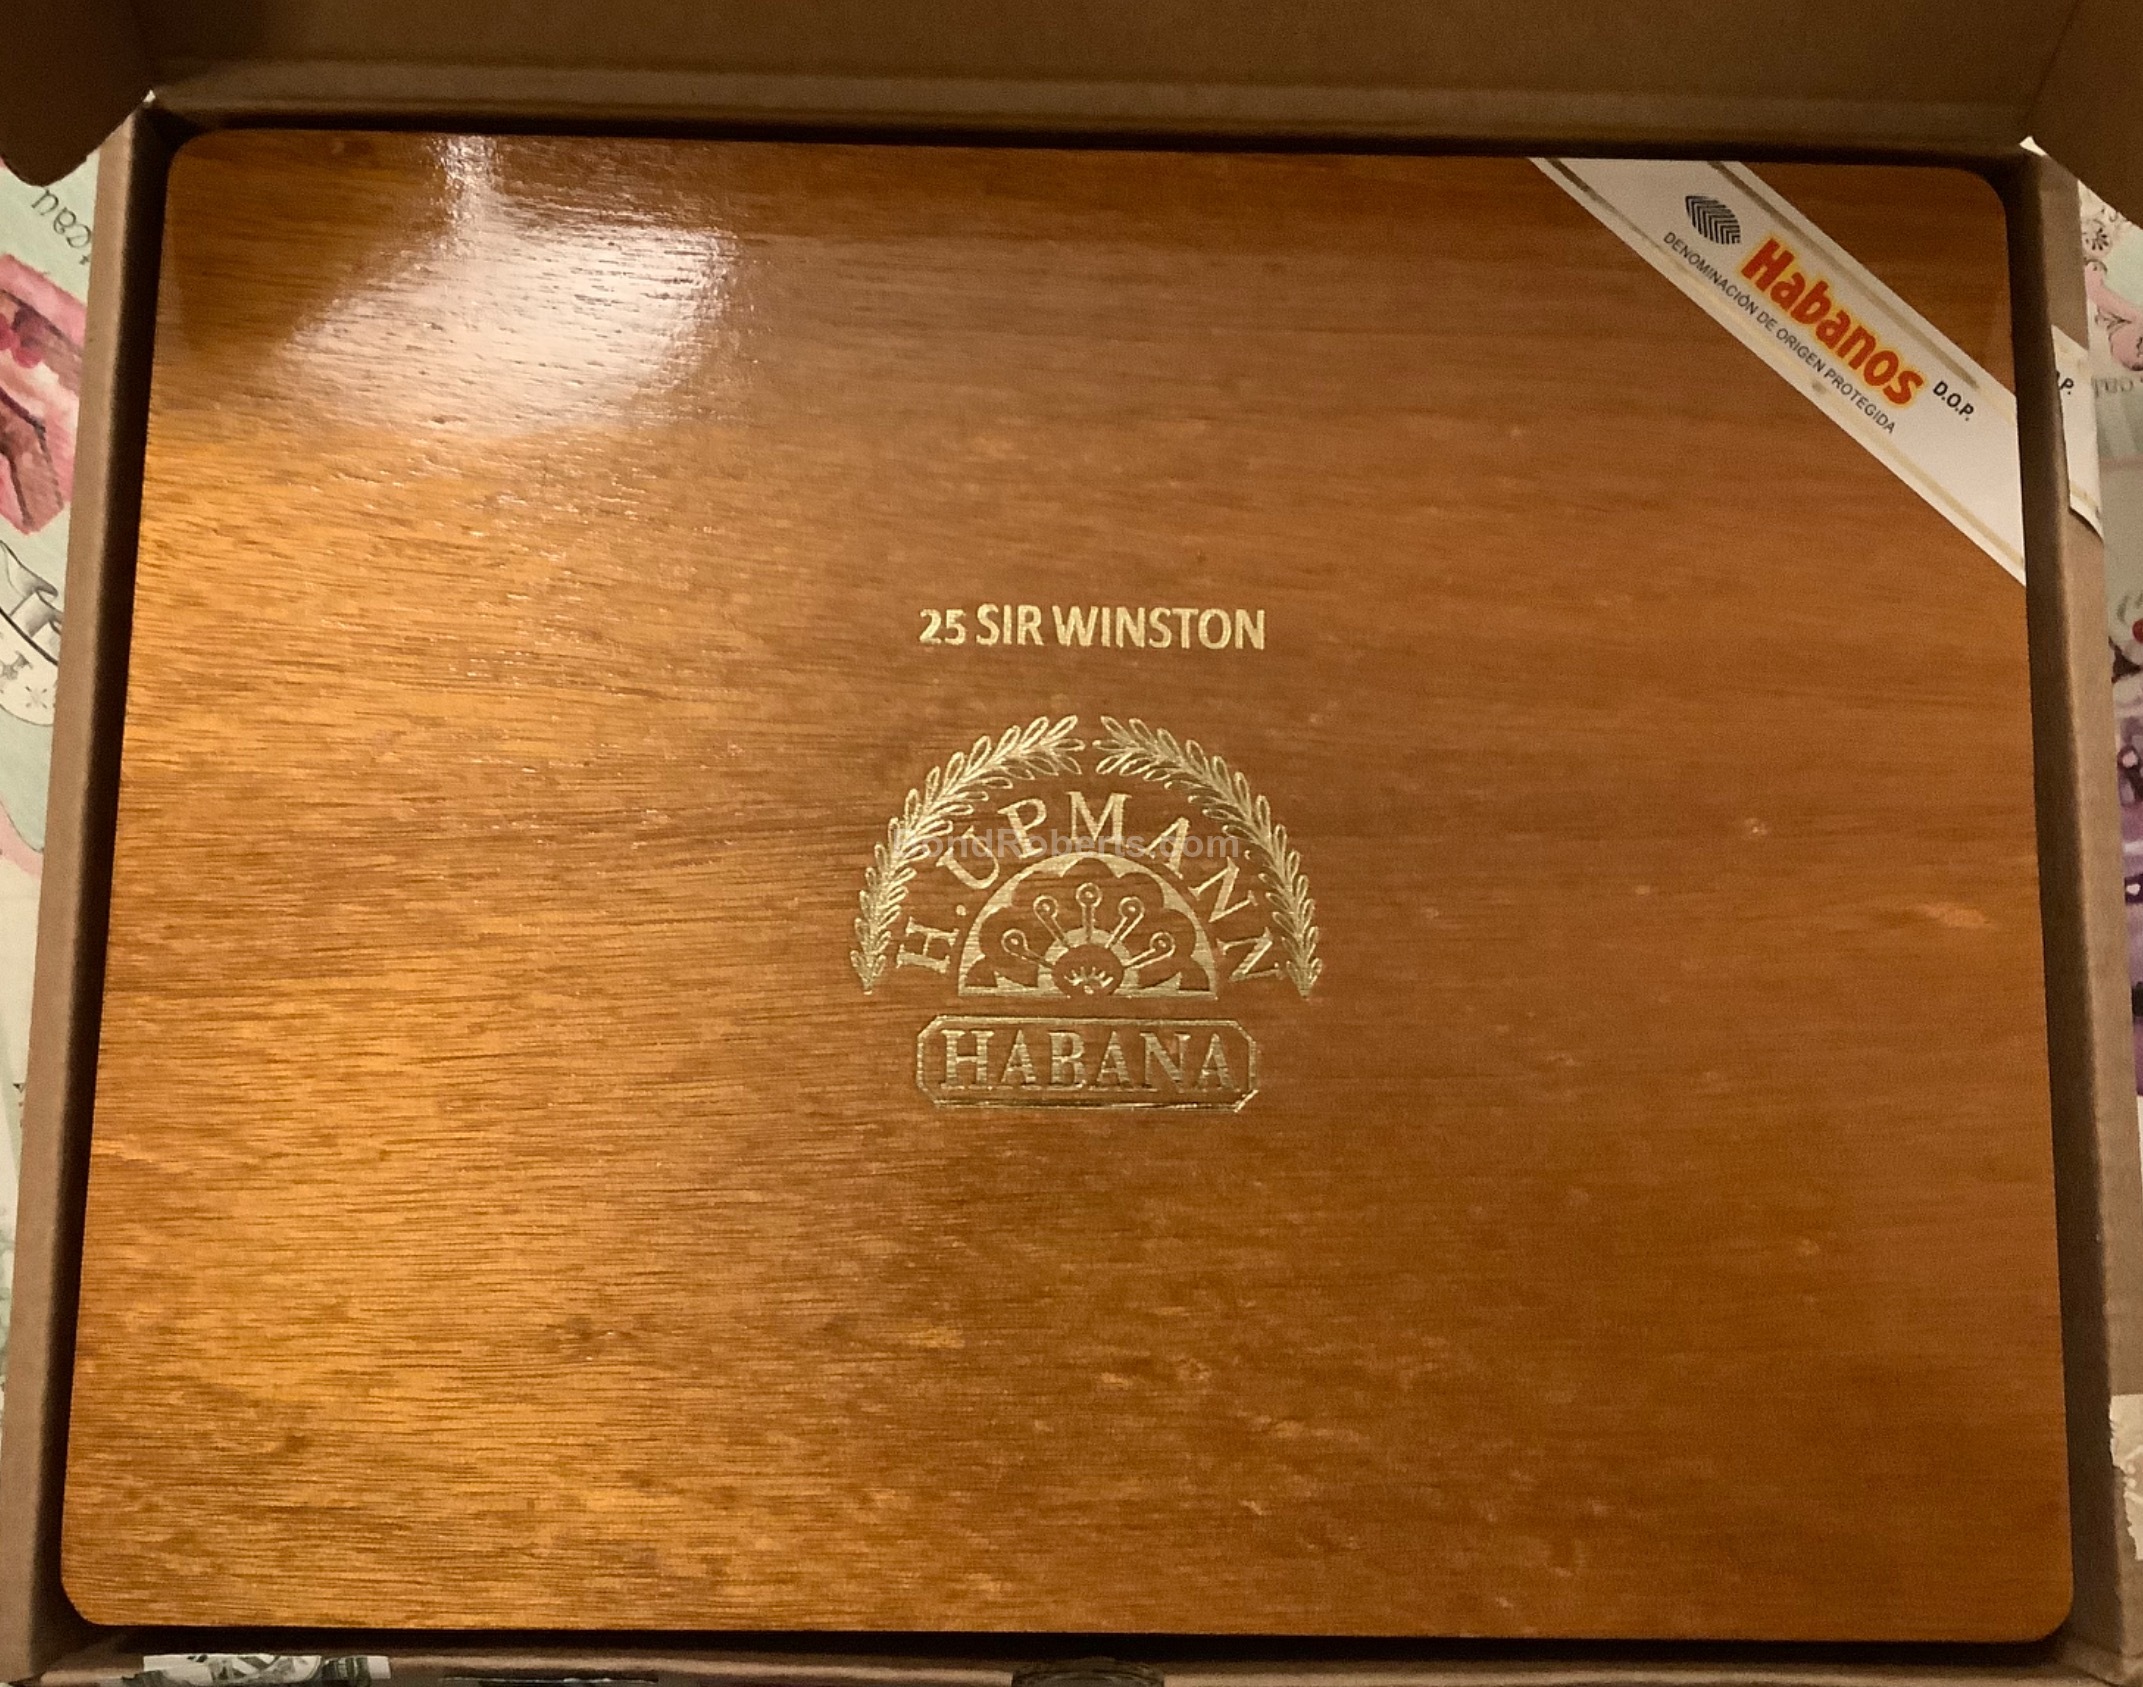 Habanos D.O.P.
DENOMINACIÓN DE ORIGEN PROTEGIDA
25 SIR WINSTON
H.UPMANN
BondRoberts.com
HABANA